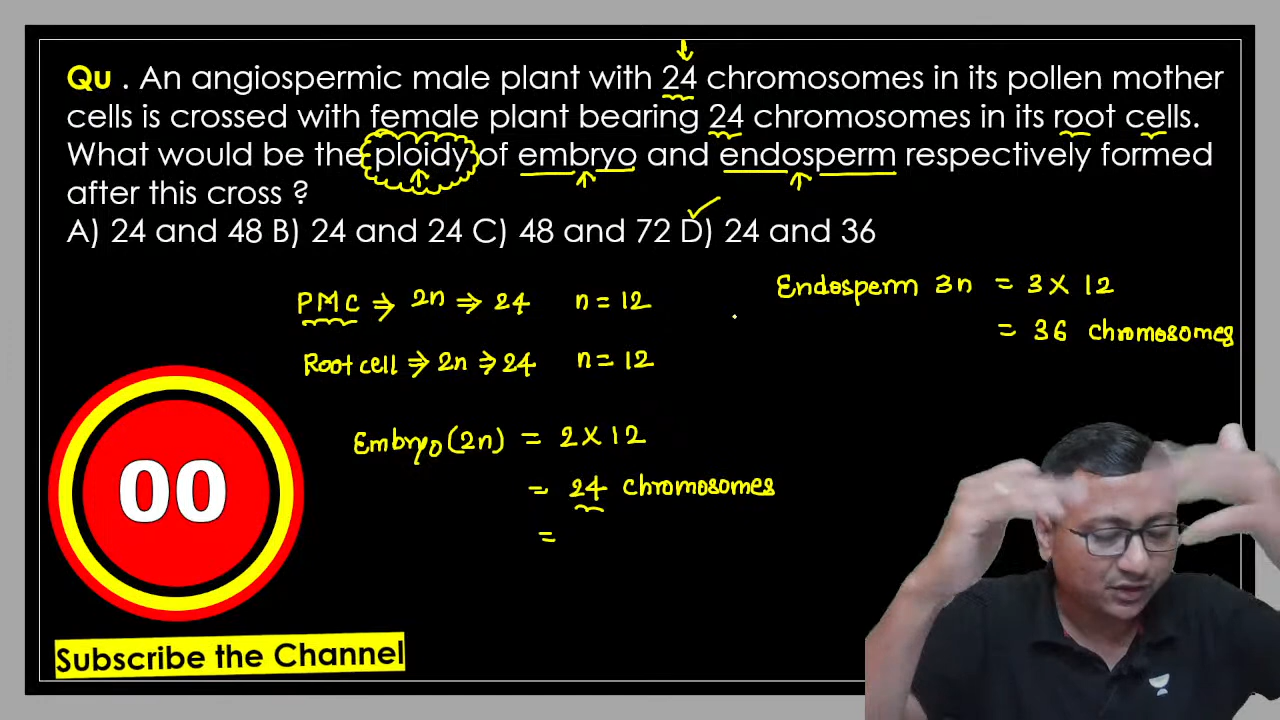 Qu . An angiospermic male plant with 24 chromosomes in its pollen mother
cells is crossed with female plant bearing 24 chromosomes in its root cells.
What would be the ploidy of embryo and endosperm respectively formed
after this cross ?
A) 24 and 48 B) 24 and 24 C) 48 and 72 D) 24 and 36
PMC ⇒ 2n ⇒ 24 n = 12
Root cell ⇒ 2n ⇒ 24 n = 12
Embryo (2n) = 2 X 12
= 24 chromosomes
=
Endosperm 3n = 3 X 12
= 36 chromosomes
00
Subscribe the Channel